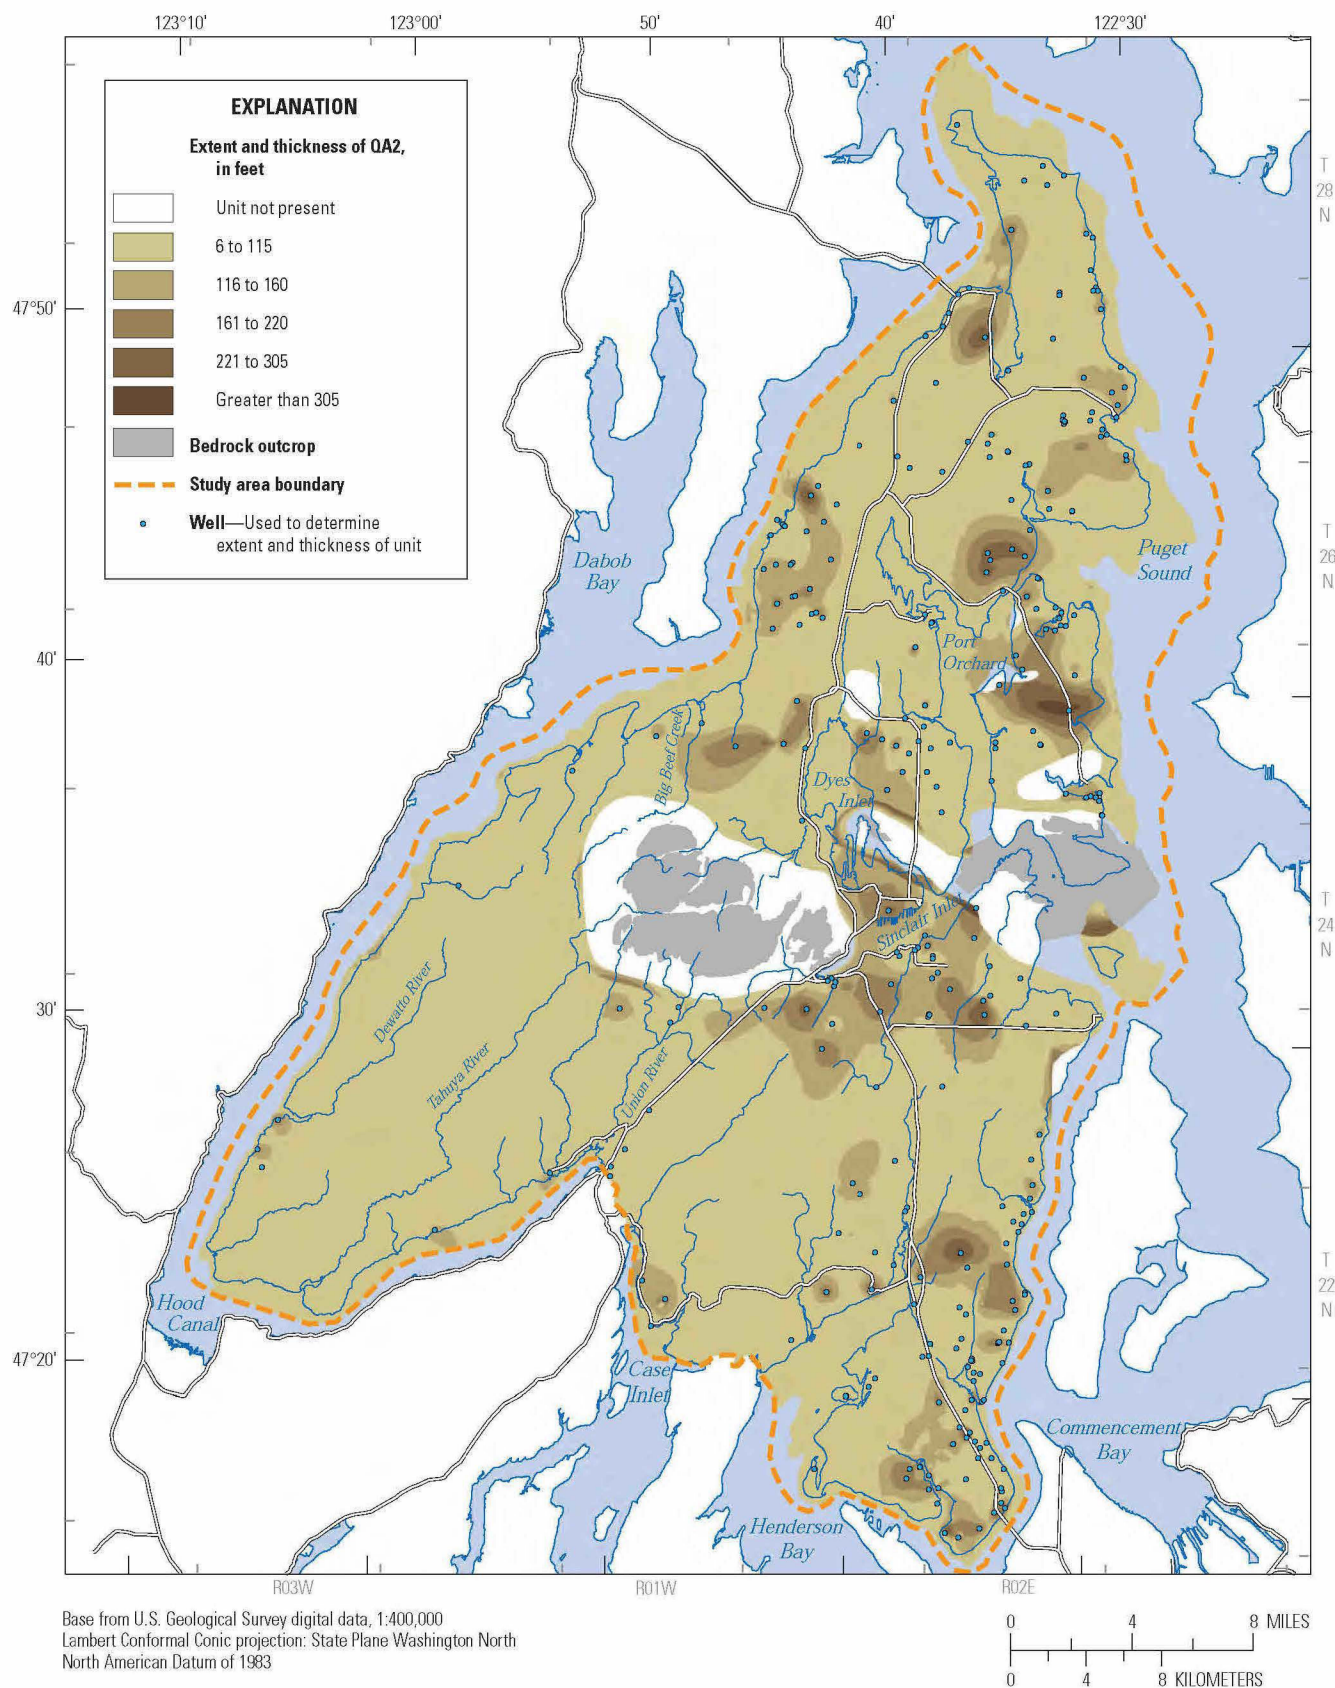 123°10'
123°00'
50'
40'
122°30'
EXPLANATION
Extent and thickness of QA2,
in feet
Unit not present
6 to 115
116 to 160
161 to 220
221 to 305
Greater than 305
Bedrock outcrop
Study area boundary
Well—Used to determine
extent and thickness of unit
T
28
N
47°50'
Dabob
Bay
Puget
Sound
T
26
N
40'
Port
Orchard
Big Beef Creek
Dyes
Inlet
Sinclair Inlet
T
24
N
Dewatto River
Tahuya River
Union River
30'
Hood
Canal
T
22
N
47°20'
Case
Inlet
Commencement
Bay
Henderson
Bay
R03W
R01W
R02E
Base from U.S. Geological Survey digital data, 1:400,000
Lambert Conformal Conic projection: State Plane Washington North
North American Datum of 1983
0 4 8 MILES
0 4 8 KILOMETERS